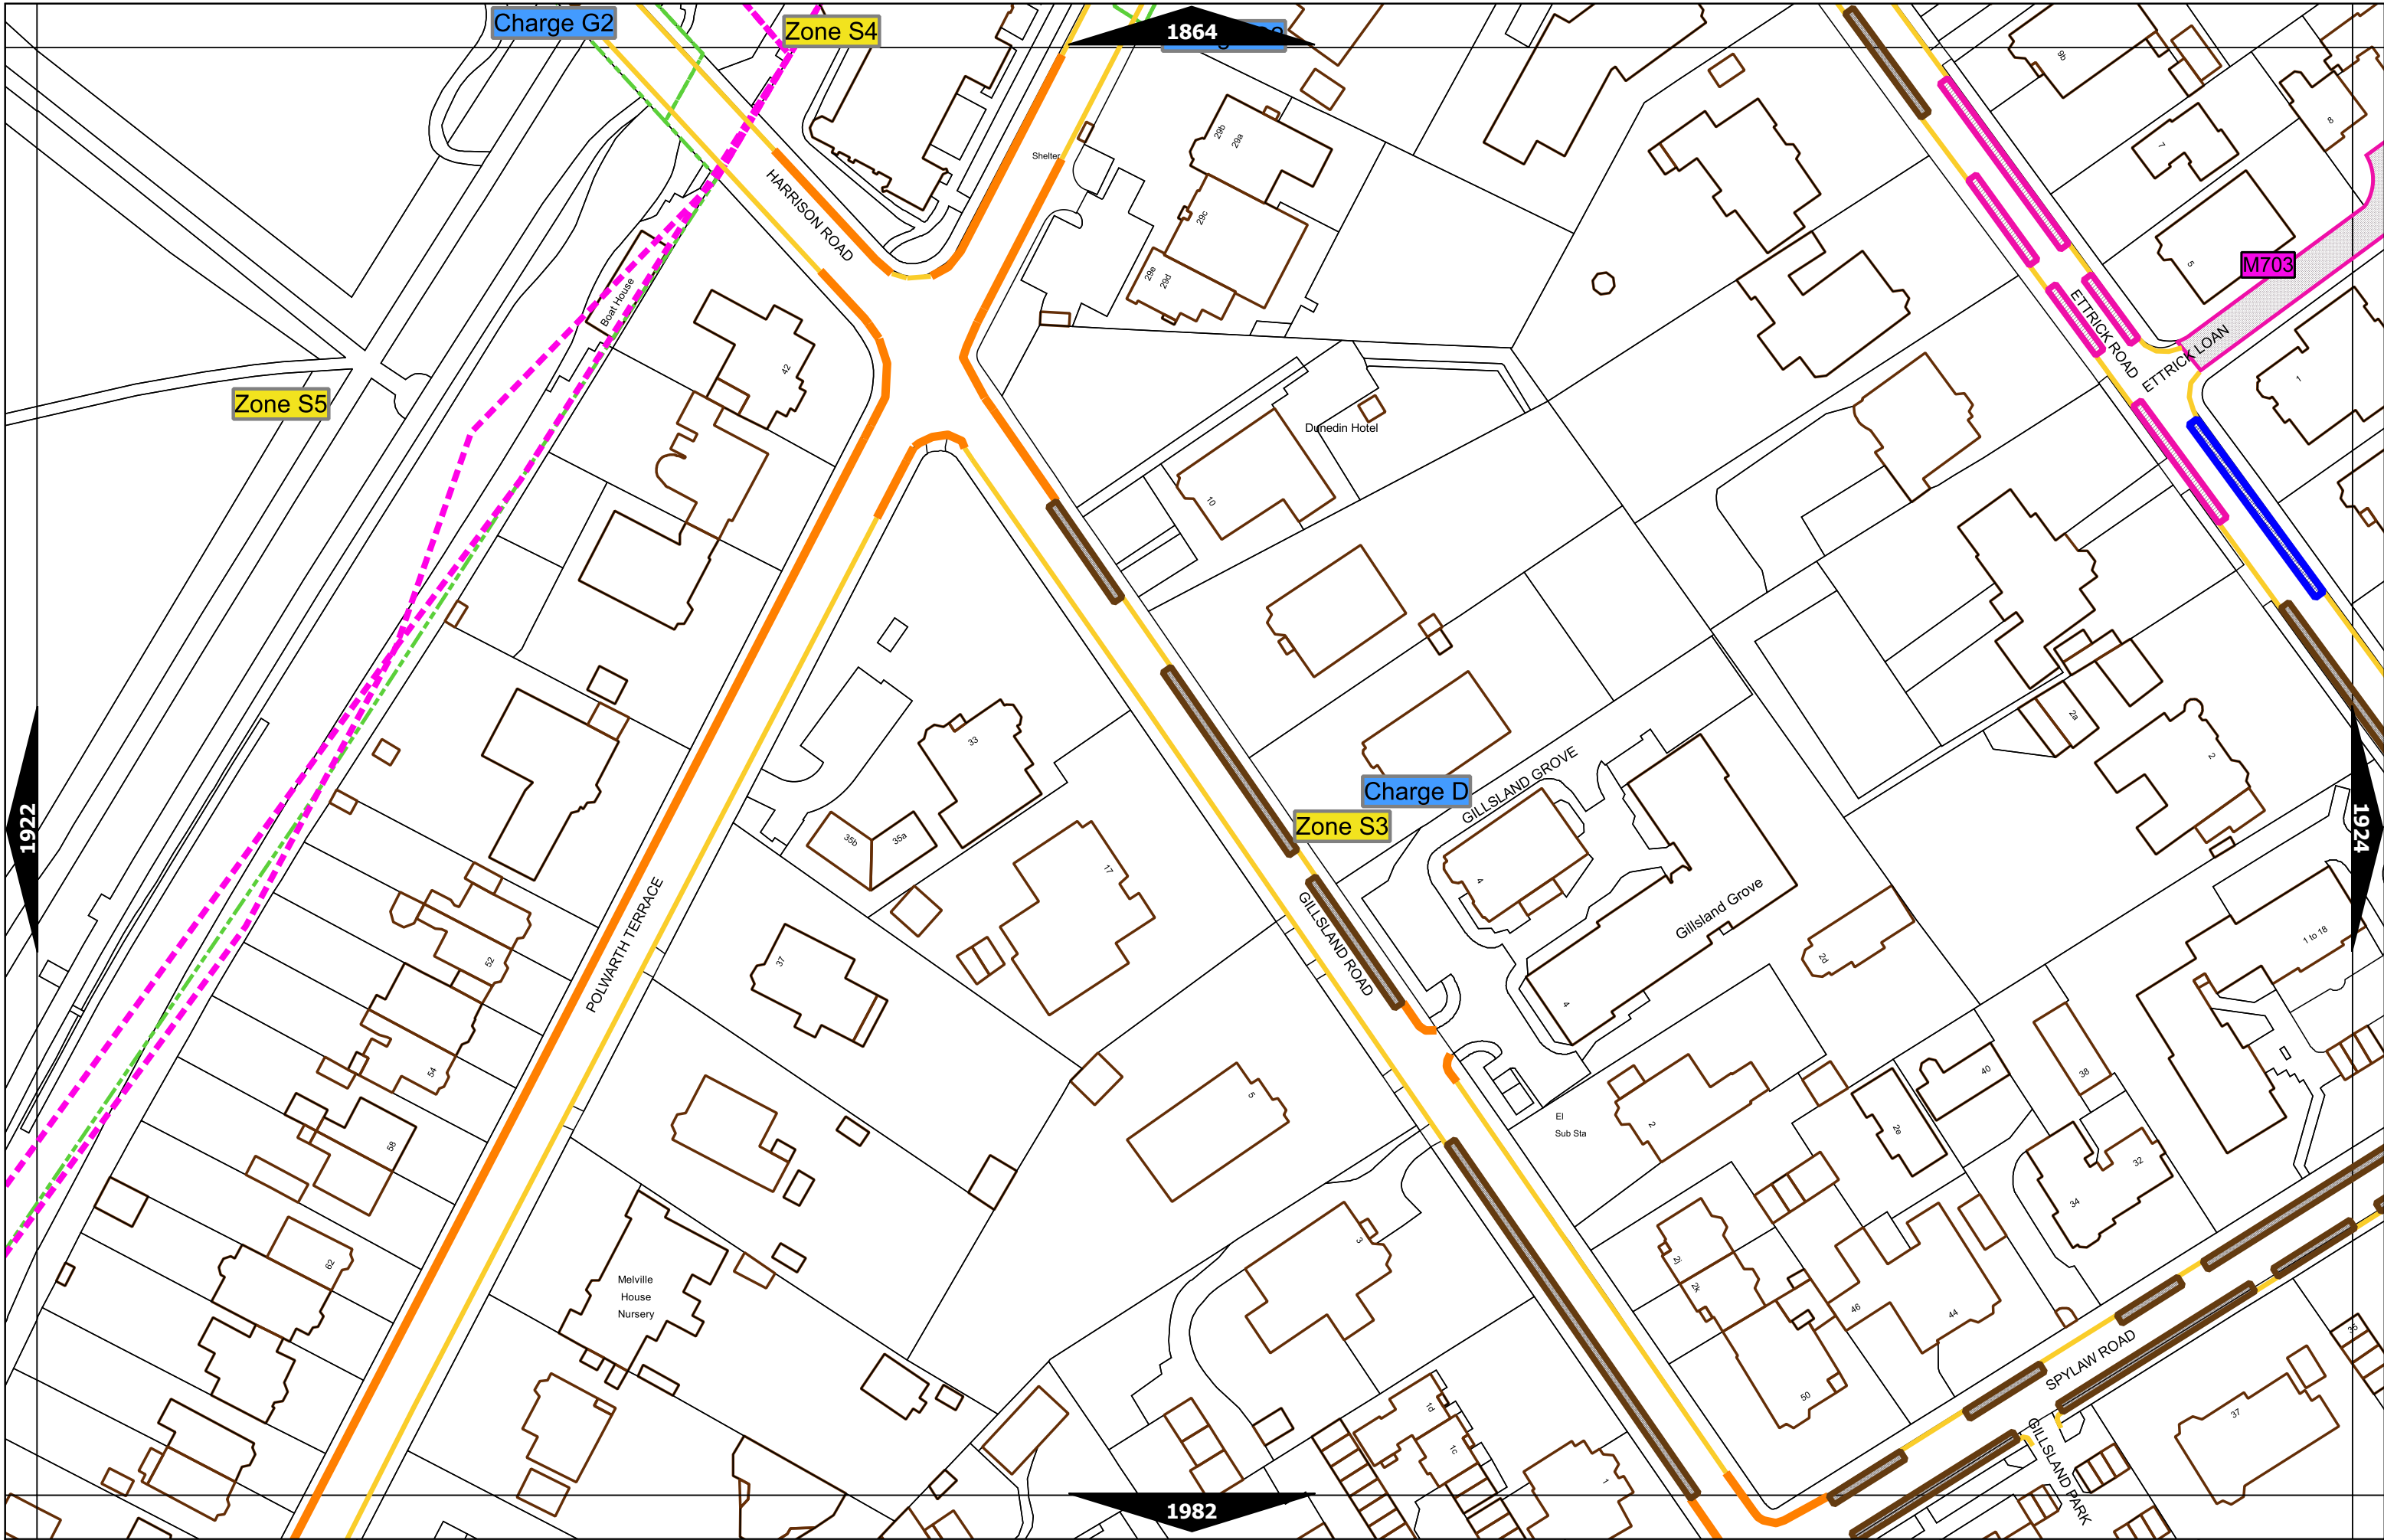 Charge G2
Zone S4
1864
9b
8
7
29b
29a
Shelter
HARRISON ROAD
29c
5
M703
29e
29d
Boat House
ETTRICK ROAD
ETTRICK LOAN
42
1
Zone S5
Dunedin Hotel
10
2a
33
2
GILLSLAND GROVE
Charge D
Zone S3
1922
1924
35b
35a
17
4
Gillsland Grove
1 to 18
POLWARTH TERRACE
GILLSLAND ROAD
52
37
2d
4
54
5
40
38
El
Sub Sta
2
2e
58
32
34
62
3
2j
2k
Melville
House
Nursery
46
44
SPYLAW ROAD
50
1d
1c
1
GILLSLAND PARK
37
1982